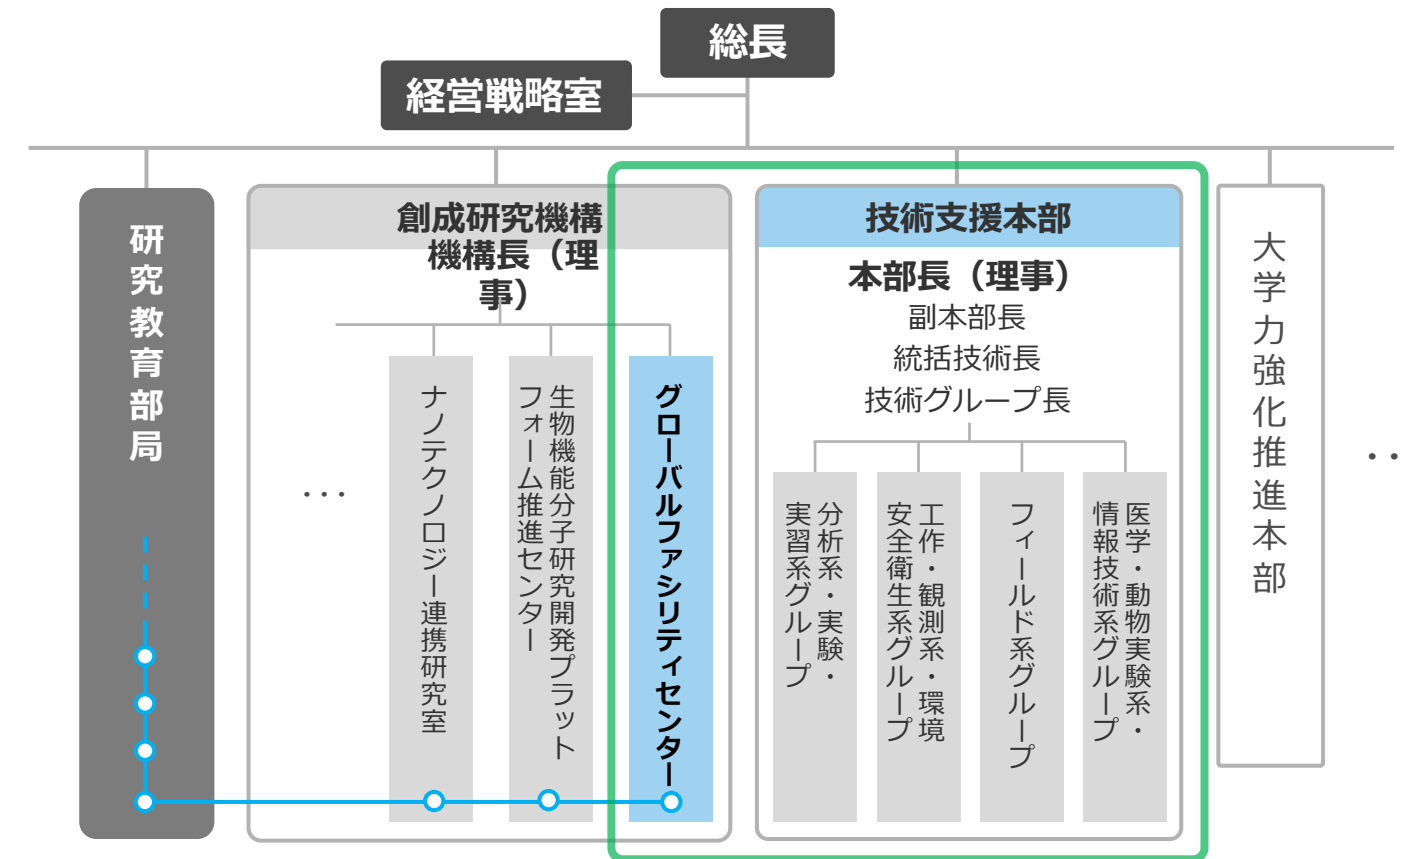 総長
経営戦略室
研究教育部局
創成研究機構
機構長（理
事）
・・・
ナノテクノロジー連携研究室
生物機能分子研究開発プラット
フォーム推進センター
グローバルファシリティセンター
技術支援本部
本部長（理事）
副本部長
統括技術長
技術グループ長
分析系・実験・
実習系グループ
工作・観測系・環境
安全衛生系グループ
フィールド系グループ
医学・動物実験系・
情報技術系グループ
大学力強化推進本部
・・